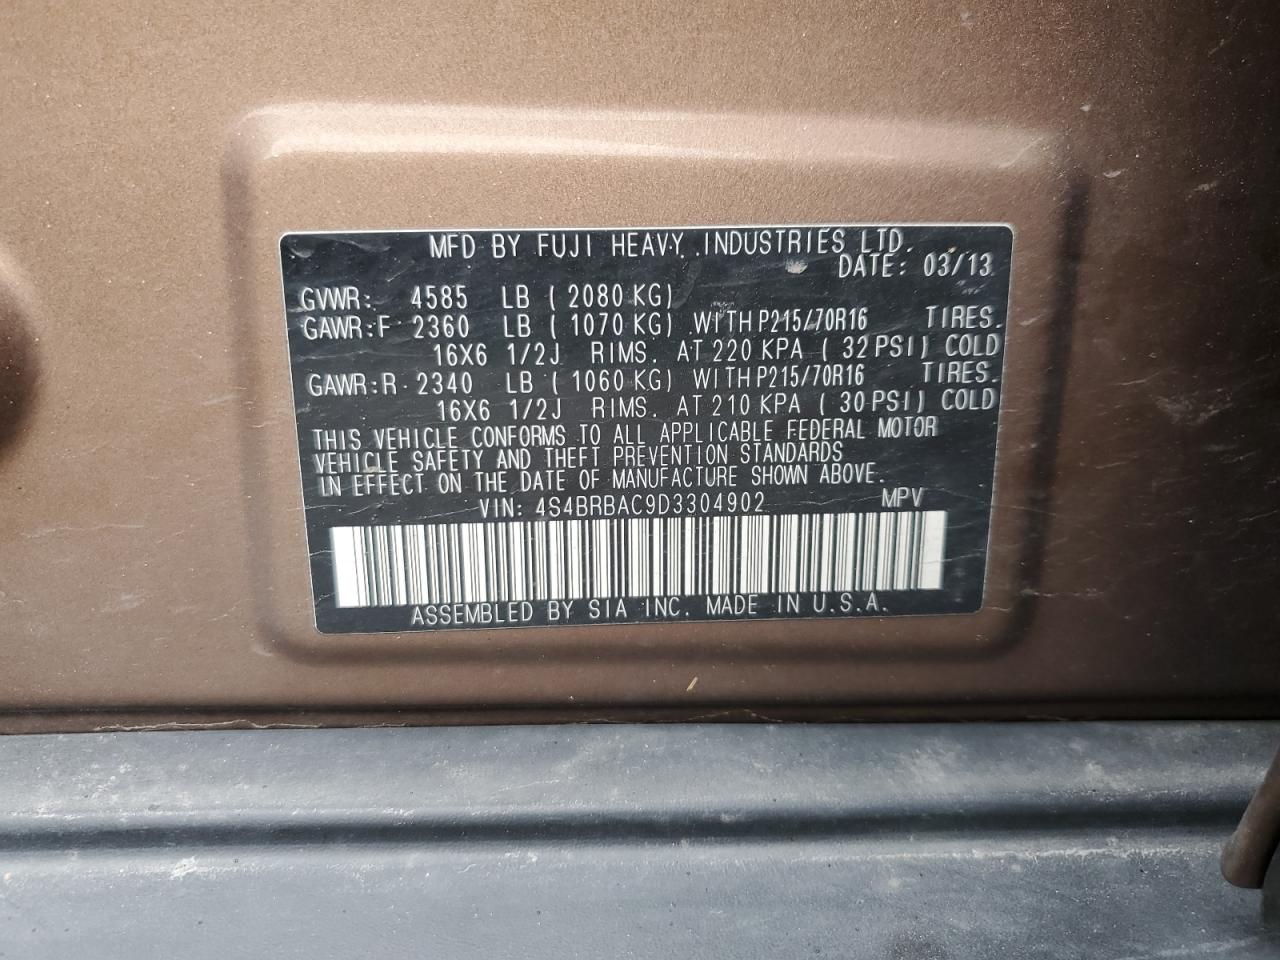 MFD BY FUJI HEAVY INDUSTRIES LTD.
DATE: 03/13
GVWR: 4585 LB ( 2080 KG)
GAWR:F 2360 LB ( 1070 KG) WITH P215/70R16 TIRES.
16X6 1/2J RIMS. AT 220 KPA ( 32 PSI) COLD
GAWR:R 2340 LB ( 1060 KG) WITH P215/70R16 TIRES.
16X6 1/2J RIMS. AT 210 KPA ( 30 PSI) COLD
THIS VEHICLE CONFORMS TO ALL APPLICABLE FEDERAL MOTOR
VEHICLE SAFETY AND THEFT PREVENTION STANDARDS
IN EFFECT ON THE DATE OF MANUFACTURE SHOWN ABOVE.
VIN: 4S4BRBAC9D3304902 MPV
ASSEMBLED BY SIA INC. MADE IN U.S.A.